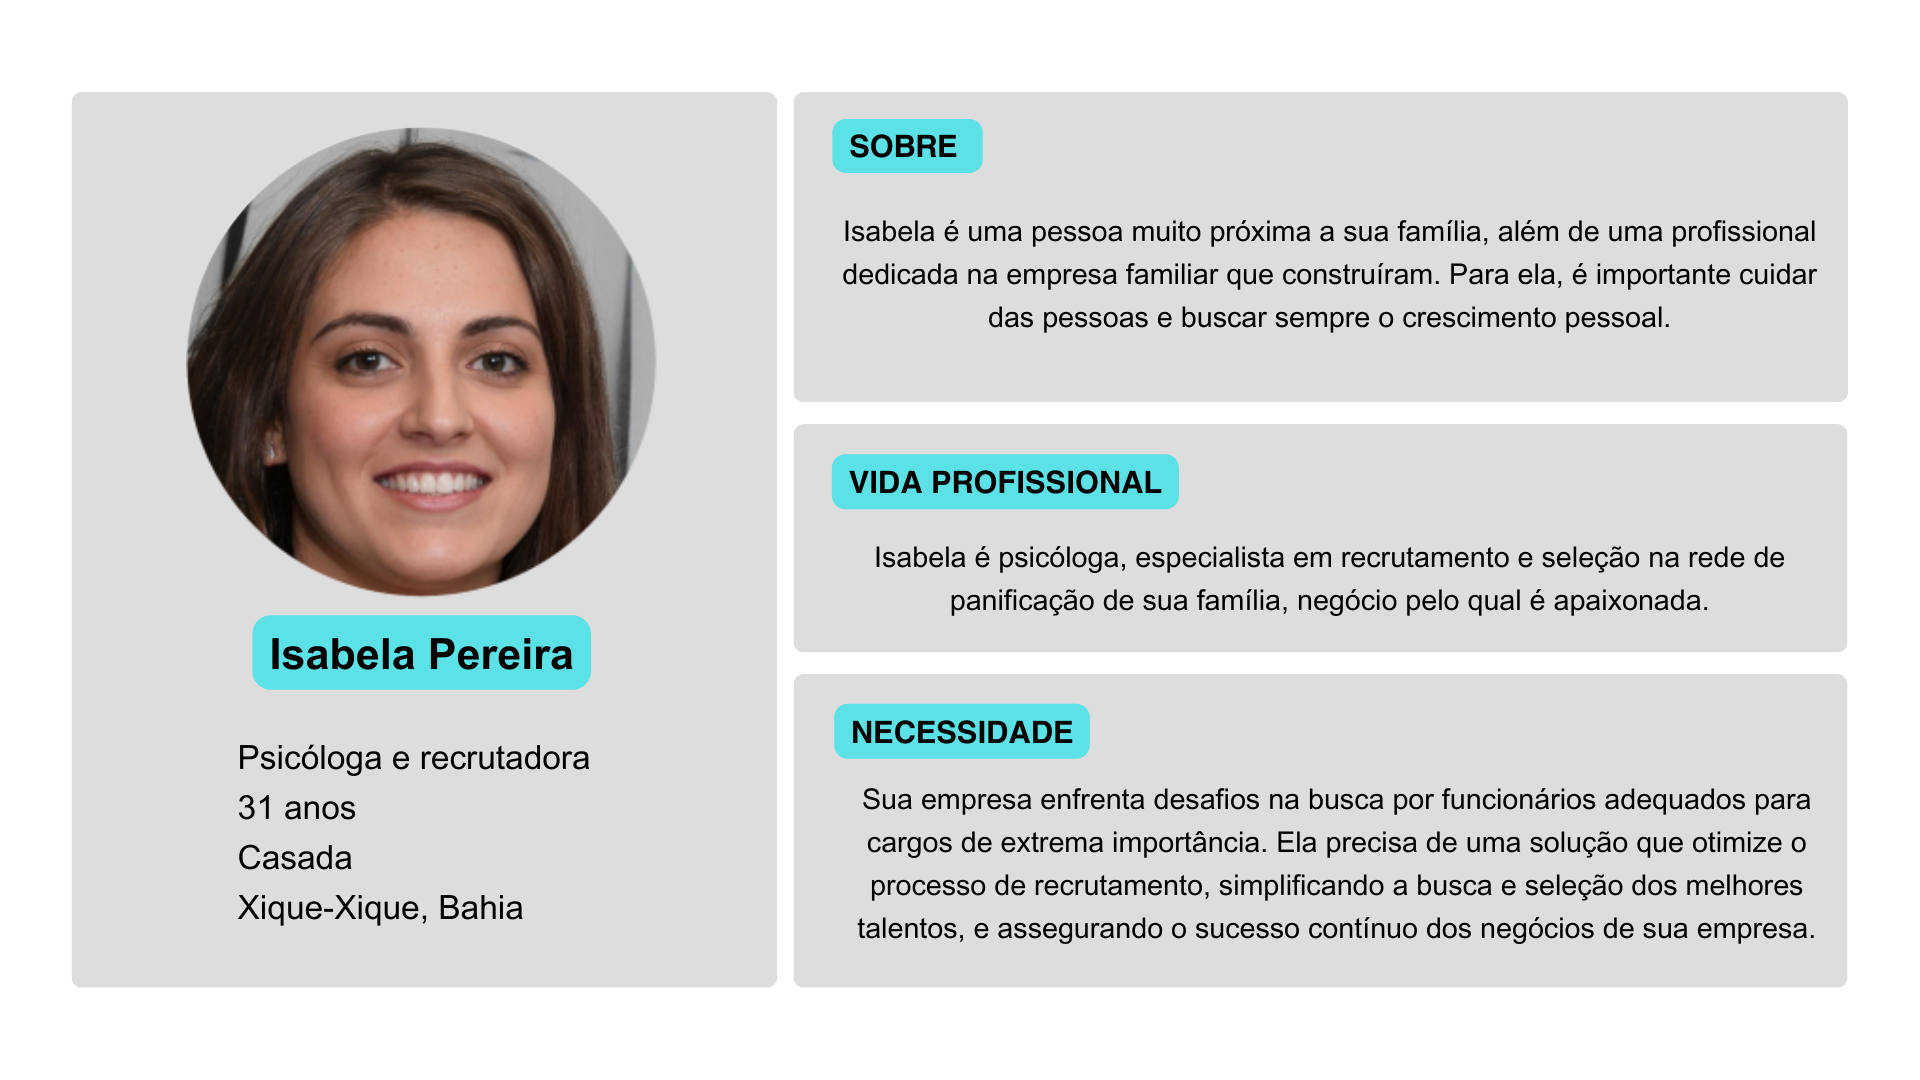 Isabela Pereira
Psicóloga e recrutadora
31 anos
Casada
Xique-Xique, Bahia
SOBRE
Isabela é uma pessoa muito próxima a sua família, além de uma profissional
dedicada na empresa familiar que construíram. Para ela, é importante cuidar
das pessoas e buscar sempre o crescimento pessoal.
VIDA PROFISSIONAL
Isabela é psicóloga, especialista em recrutamento e seleção na rede de
panificação de sua família, negócio pelo qual é apaixonada.
NECESSIDADE
Sua empresa enfrenta desafios na busca por funcionários adequados para
cargos de extrema importância. Ela precisa de uma solução que otimize o
processo de recrutamento, simplificando a busca e seleção dos melhores
talentos, e assegurando o sucesso contínuo dos negócios de sua empresa.